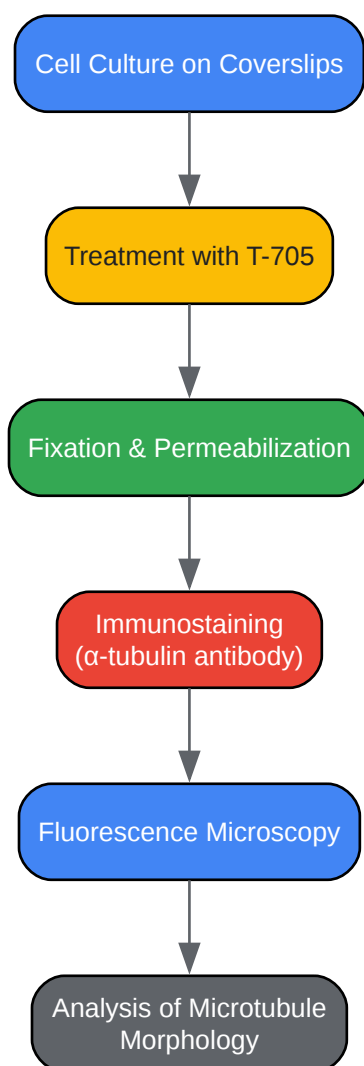 Cell Culture on Coverslips
Treatment with T-705
Fixation & Permeabilization
Immunostaining
(α-tubulin antibody)
Fluorescence Microscopy
Analysis of Microtubule
Morphology